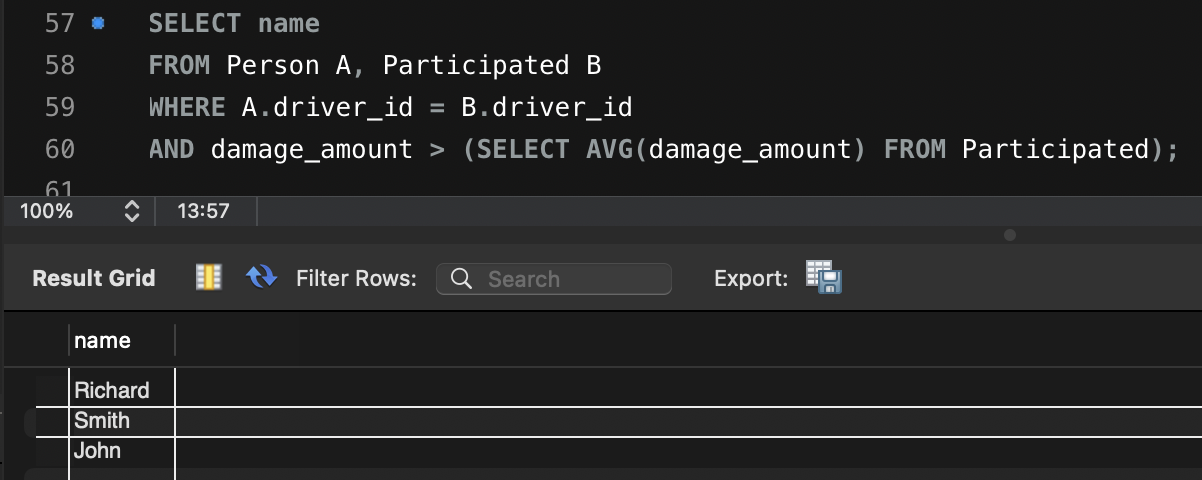 57 SELECT name
58 FROM Person A, Participated B
59 WHERE A.driver_id = B.driver_id
60 AND damage_amount > (SELECT AVG(damage_amount) FROM Participated);
61
100% 13:57
Result Grid Filter Rows: Search Export:
name
Richard
Smith
John